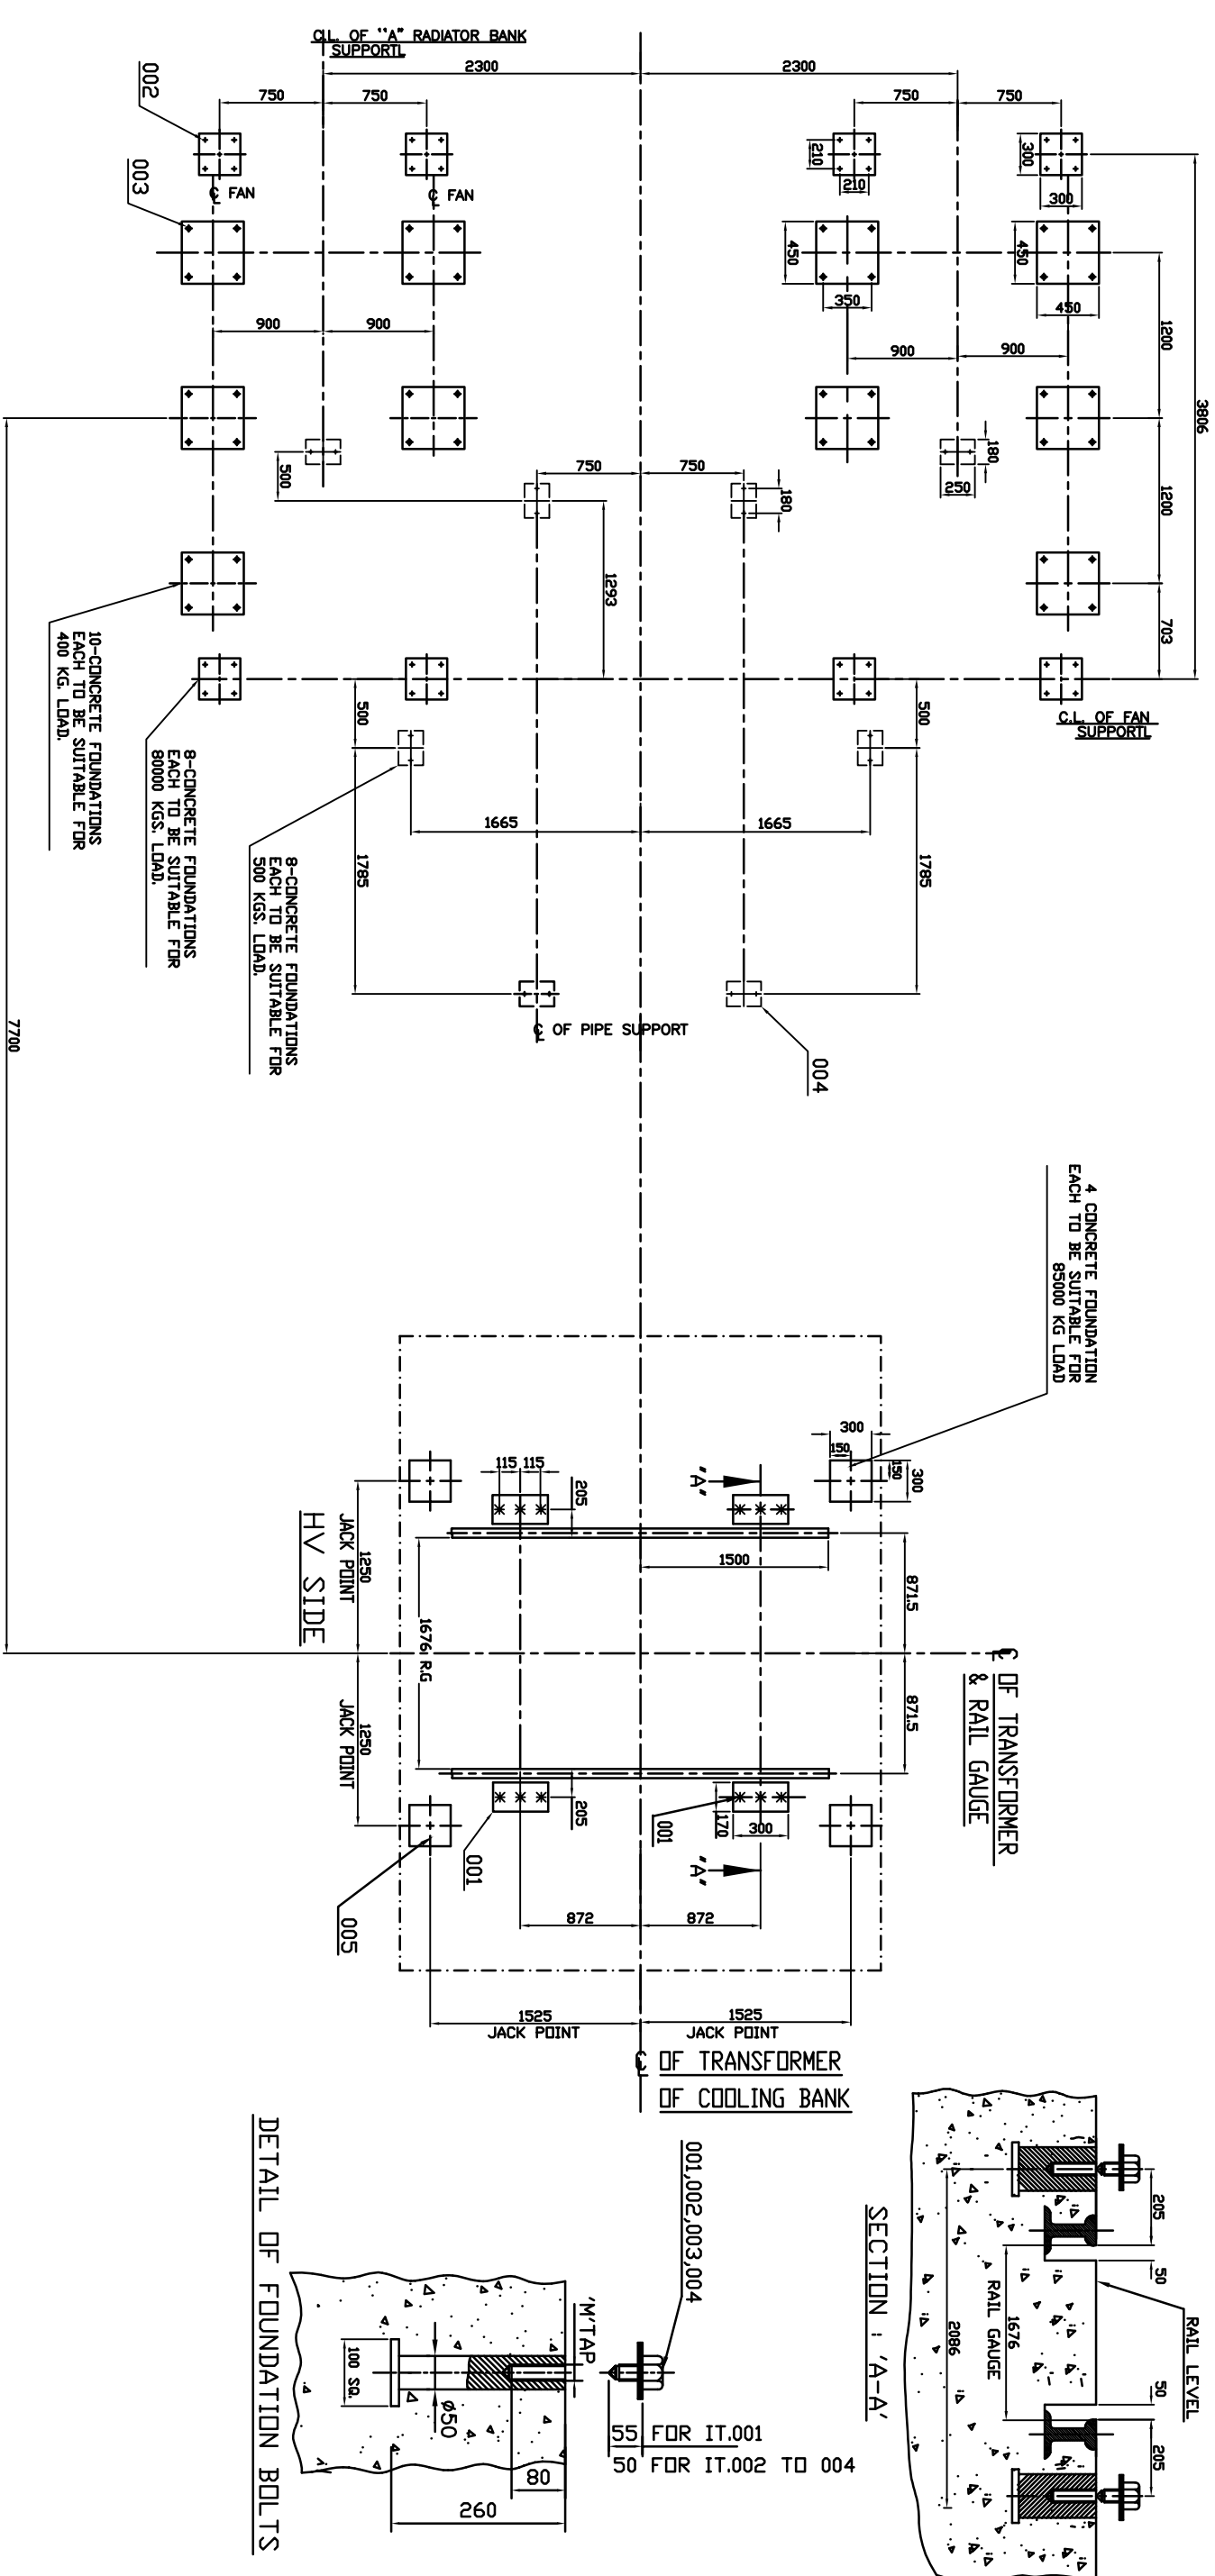 C.L. OF "A" RADIATOR BANK
SUPPORTL
2300
2300
002
750
750
750
750
003
℄ FAN
℄ FAN
210
210
300
300
450
350
450
450
1200
3806
900
900
900
900
1200
500
750
750
180
180
250
1293
703
C.L. OF FAN
SUPPORTL
500
500
1665
1665
1785
1785
10-CONCRETE FOUNDATIONS
EACH TO BE SUITABLE FOR
400 KG. LOAD.
8-CONCRETE FOUNDATIONS
EACH TO BE SUITABLE FOR
80000 KGS. LOAD.
8-CONCRETE FOUNDATIONS
EACH TO BE SUITABLE FOR
500 KGS. LOAD.
℄ OF PIPE SUPPORT
004
7700
4 CONCRETE FOUNDATION
EACH TO BE SUITABLE FOR
85000 KG LOAD
300
150
150
300
115 115
205
"A"
1500
871.5
871.5
HV SIDE
JACK POINT
1250
1676 R.G
℄ OF TRANSFORMER
& RAIL GAUGE
JACK POINT
1250
205
170
300
001
001
"A"
005
872
872
1525
JACK POINT
1525
JACK POINT
℄ OF TRANSFORMER
OF COOLING BANK
205
50
RAIL LEVEL
1676
RAIL GAUGE
2086
50
205
SECTION : 'A-A'
001,002,003,004
'M'TAP
55 FOR IT.001
50 FOR IT.002 TO 004
100 SQ.
Ø50
80
260
DETAIL OF FOUNDATION BOLTS